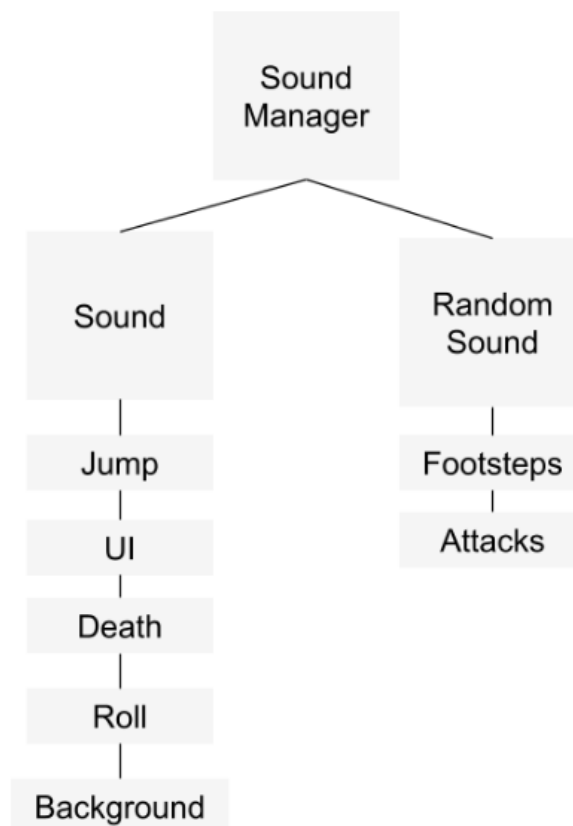 Sound
Manager
Sound
Random
Sound
Jump
Footsteps
UI
Attacks
Death
Roll
Background